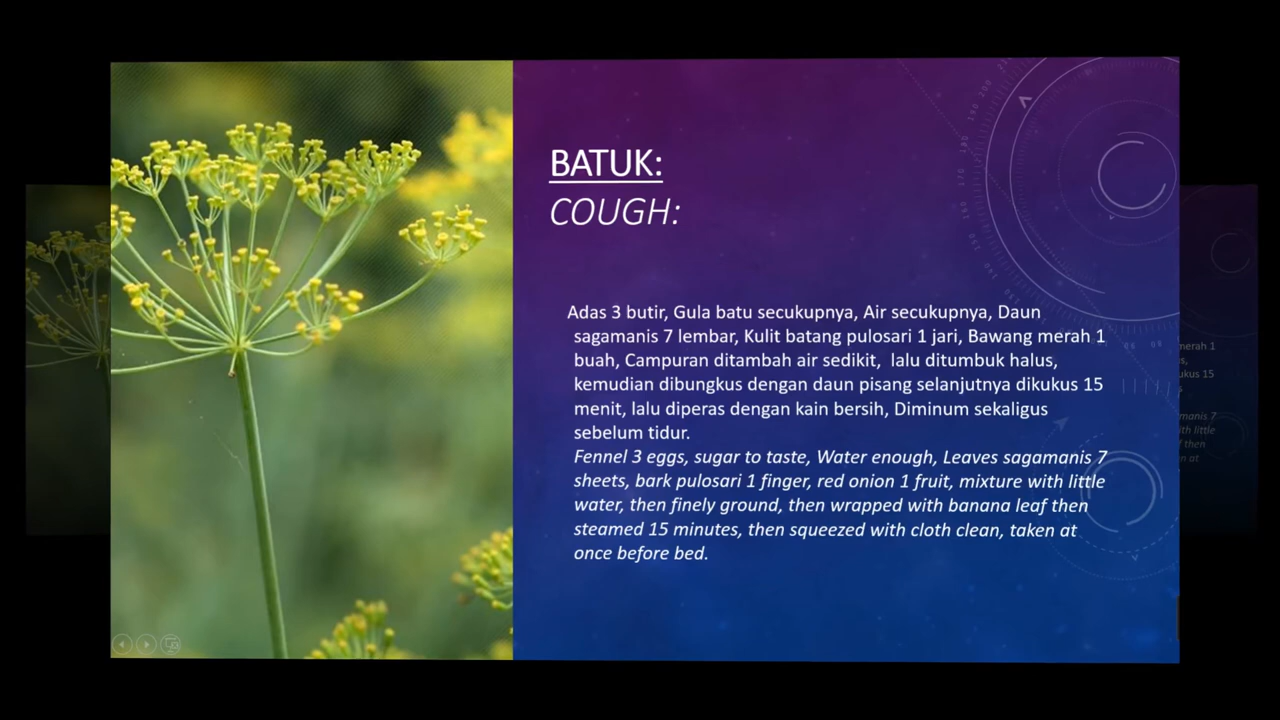 BATUK:
COUGH:
Adas 3 butir, Gula batu secukupnya, Air secukupnya, Daun
sagamanis 7 lembar, Kulit batang pulosari 1 jari, Bawang merah 1
buah, Campuran ditambah air sedikit, lalu ditumbuk halus,
kemudian dibungkus dengan daun pisang selanjutnya dikukus 15
menit, lalu diperas dengan kain bersih, Diminum sekaligus
sebelum tidur.
Fennel 3 eggs, sugar to taste, Water enough, Leaves sagamanis 7
sheets, bark pulosari 1 finger, red onion 1 fruit, mixture with little
water, then finely ground, then wrapped with banana leaf then
steamed 15 minutes, then squeezed with cloth clean, taken at
once before bed.